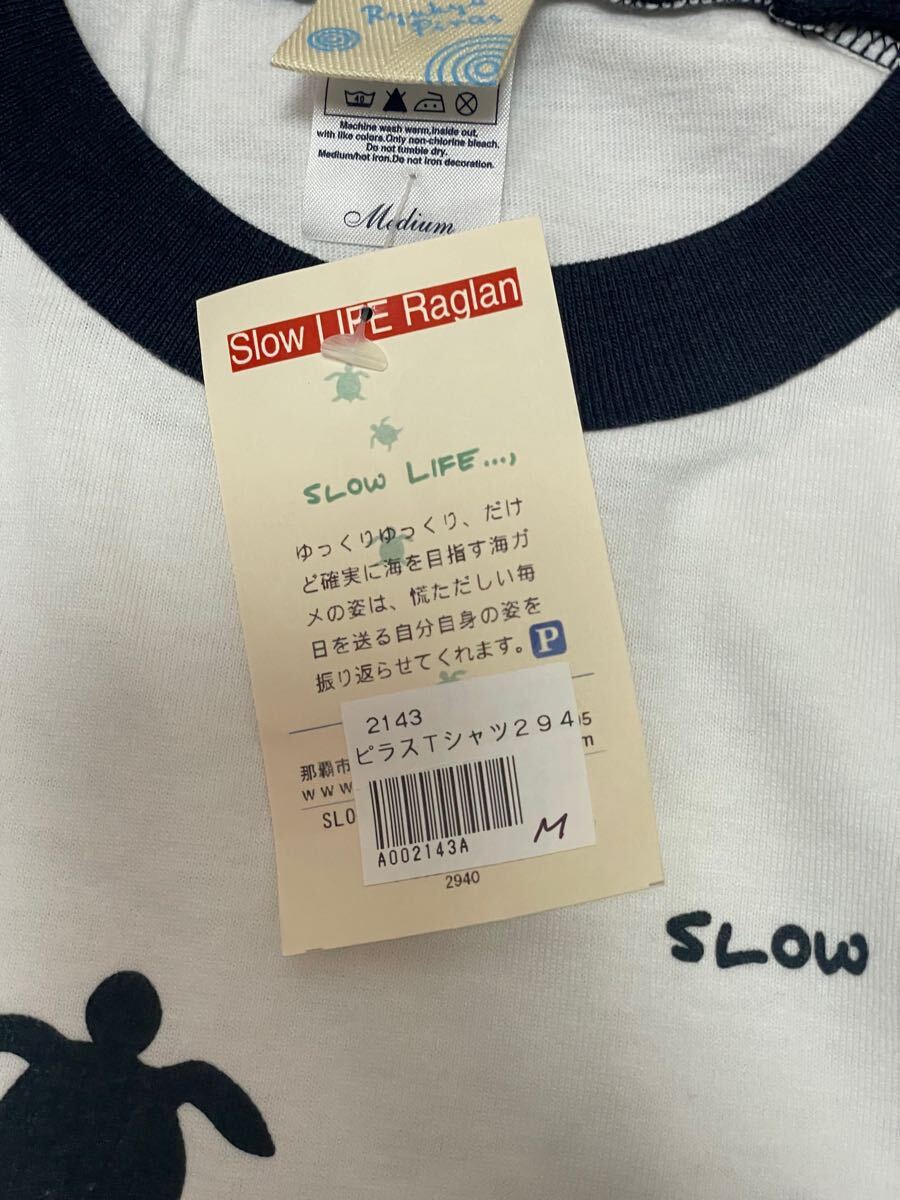 Ryukyu
Piras
40
Machine wash warm,inside out,
with like colors.Only non-chlorine bleach.
Do not tumble dry.
Medium/hot iron.Do not iron decoration.
Medium
Slow LIFE Raglan
SLOW LIFE...,
ゆっくりゆっくり、だけ
ど確実に海を目指す海ガ
メの姿は、慌ただしい毎
日を送る自分自身の姿を
振り返らせてくれます。P
2143
ピラスTシャツ294
那覇市
www
SLO
A002143A
M
2940
SLOW